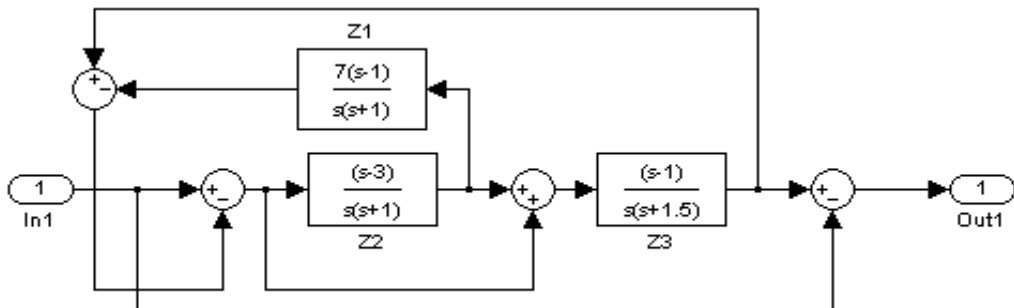 Z1
+
−
7(s-1)
s(s+1)
1
In1
+
−
(s-3)
s(s+1)
Z2
+
+
(s-1)
s(s+1.5)
Z3
+
−
1
Out1